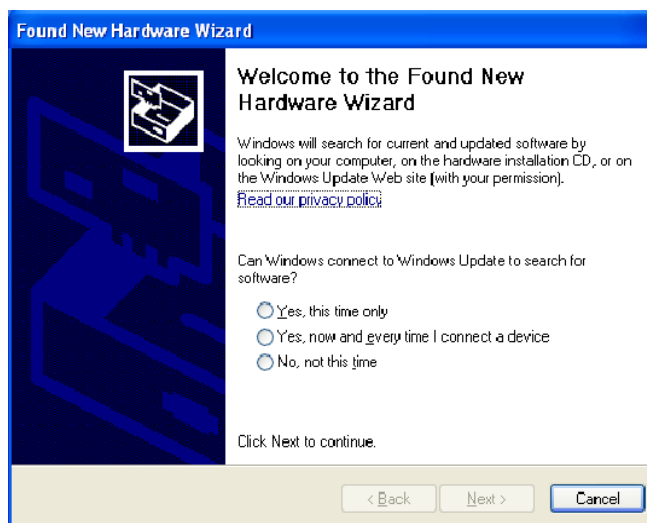 Found New Hardware Wizard
Welcome to the Found New
Hardware Wizard
Windows will search for current and updated software by
looking on your computer, on the hardware installation CD, or on
the Windows Update Web site (with your permission).
Read our privacy policy
Can Windows connect to Windows Update to search for
software?
Yes, this time only
Yes, now and every time I connect a device
No, not this time
Click Next to continue.
< Back Next > Cancel